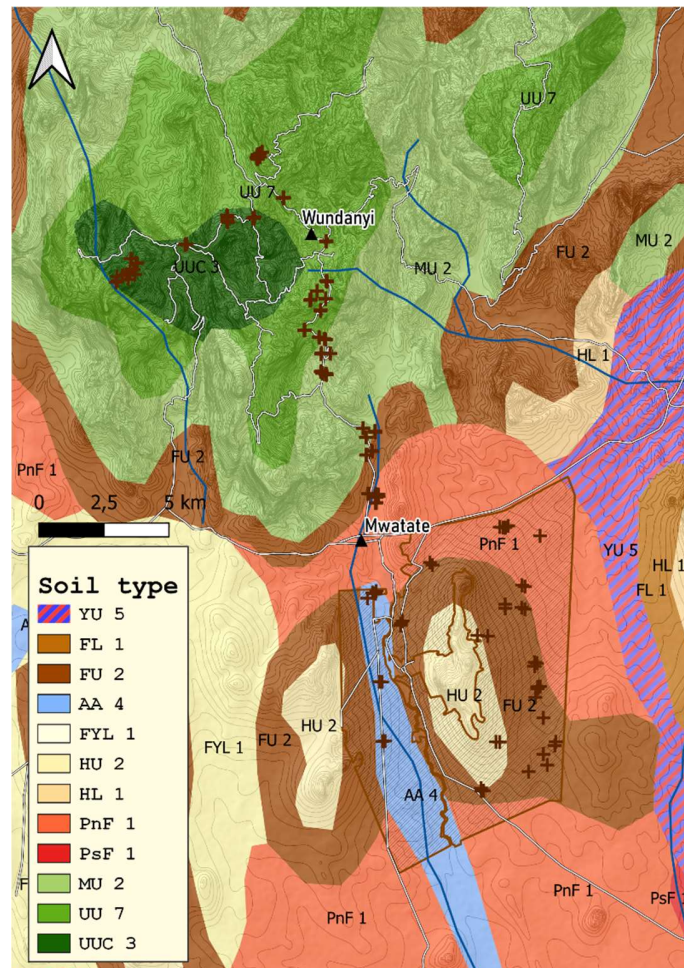 UU 7
UU 7
Wundanyi
UUC 3
MU 2
FU 2
MU 2
HL 1
PnF 1
FU 2
0 2,5 5 km
Mwatate
PnF 1
YU 5
HL 1
FL 1
HU 2
HU 2
FU 2
FYL 1
FU 2
AA 4
PnF 1
PnF 1
PsF 1
Soil type
YU 5
FL 1
FU 2
AA 4
FYL 1
HU 2
HL 1
PnF 1
PsF 1
MU 2
UU 7
UUC 3